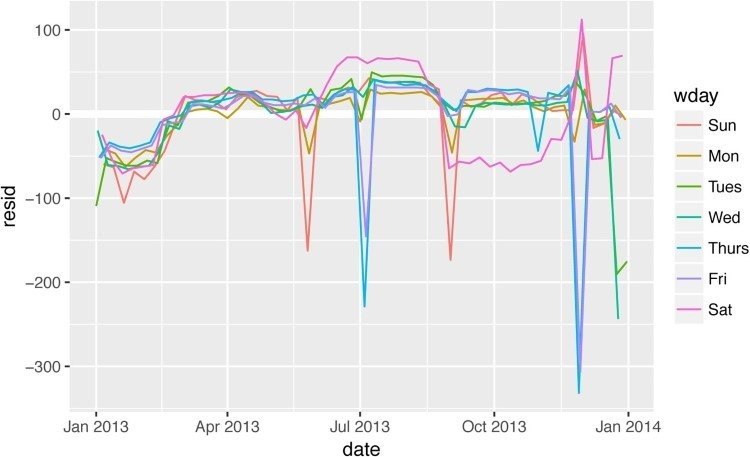 100
0
−100
−200
−300
resid
Jan 2013
Apr 2013
Jul 2013
Oct 2013
Jan 2014
date
wday
Sun
Mon
Tues
Wed
Thurs
Fri
Sat